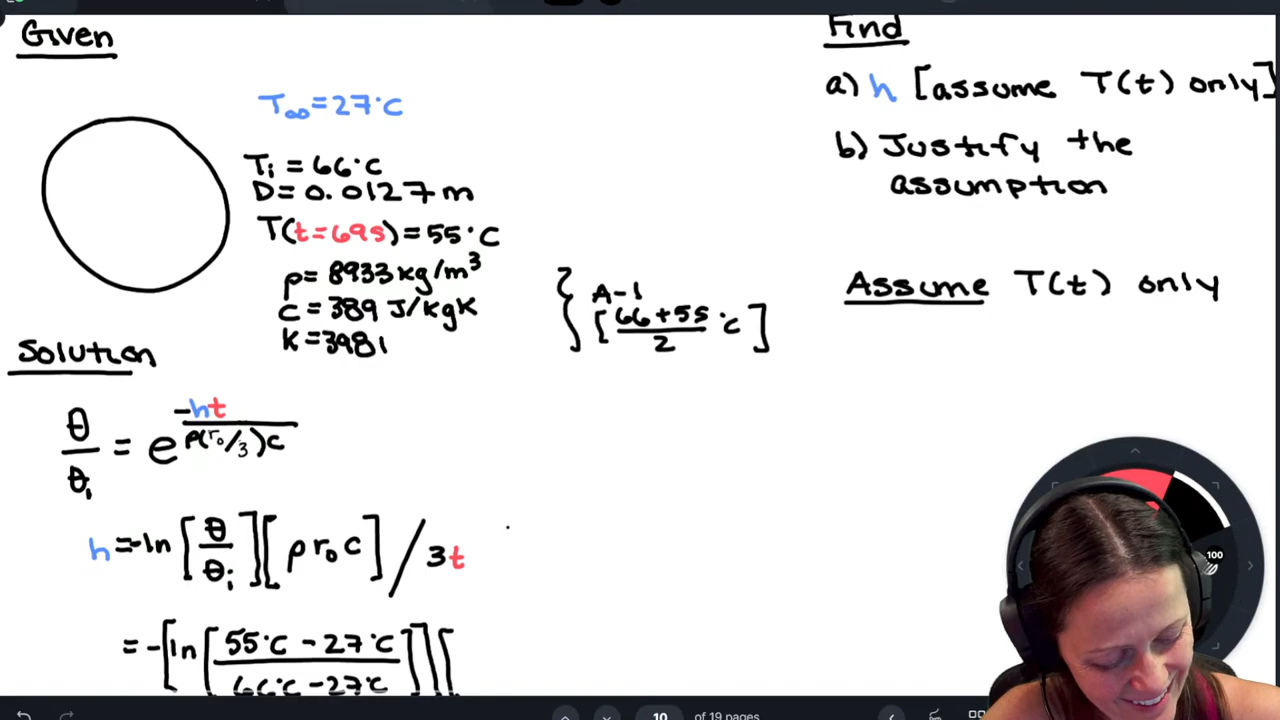 Given
T∞ = 27°C
Ti = 66°C
D = 0.0127 m
T(t=69s) = 55°C
ρ = 8933 kg/m³
c = 389 J/kgK
k = 398
{ A-1
[66+55 / 2 °C]
Find
a) h [assume T(t) only]
b) Justify the
assumption
Assume T(t) only
Solution
θ/θi = e^(-ht / ρ(r₀/3)c)
h = -ln [θ/θi][ρ r₀ c] / 3t
= -[ln [55°C - 27°C / 66°C - 27°C]][
100
10 of 19 pages